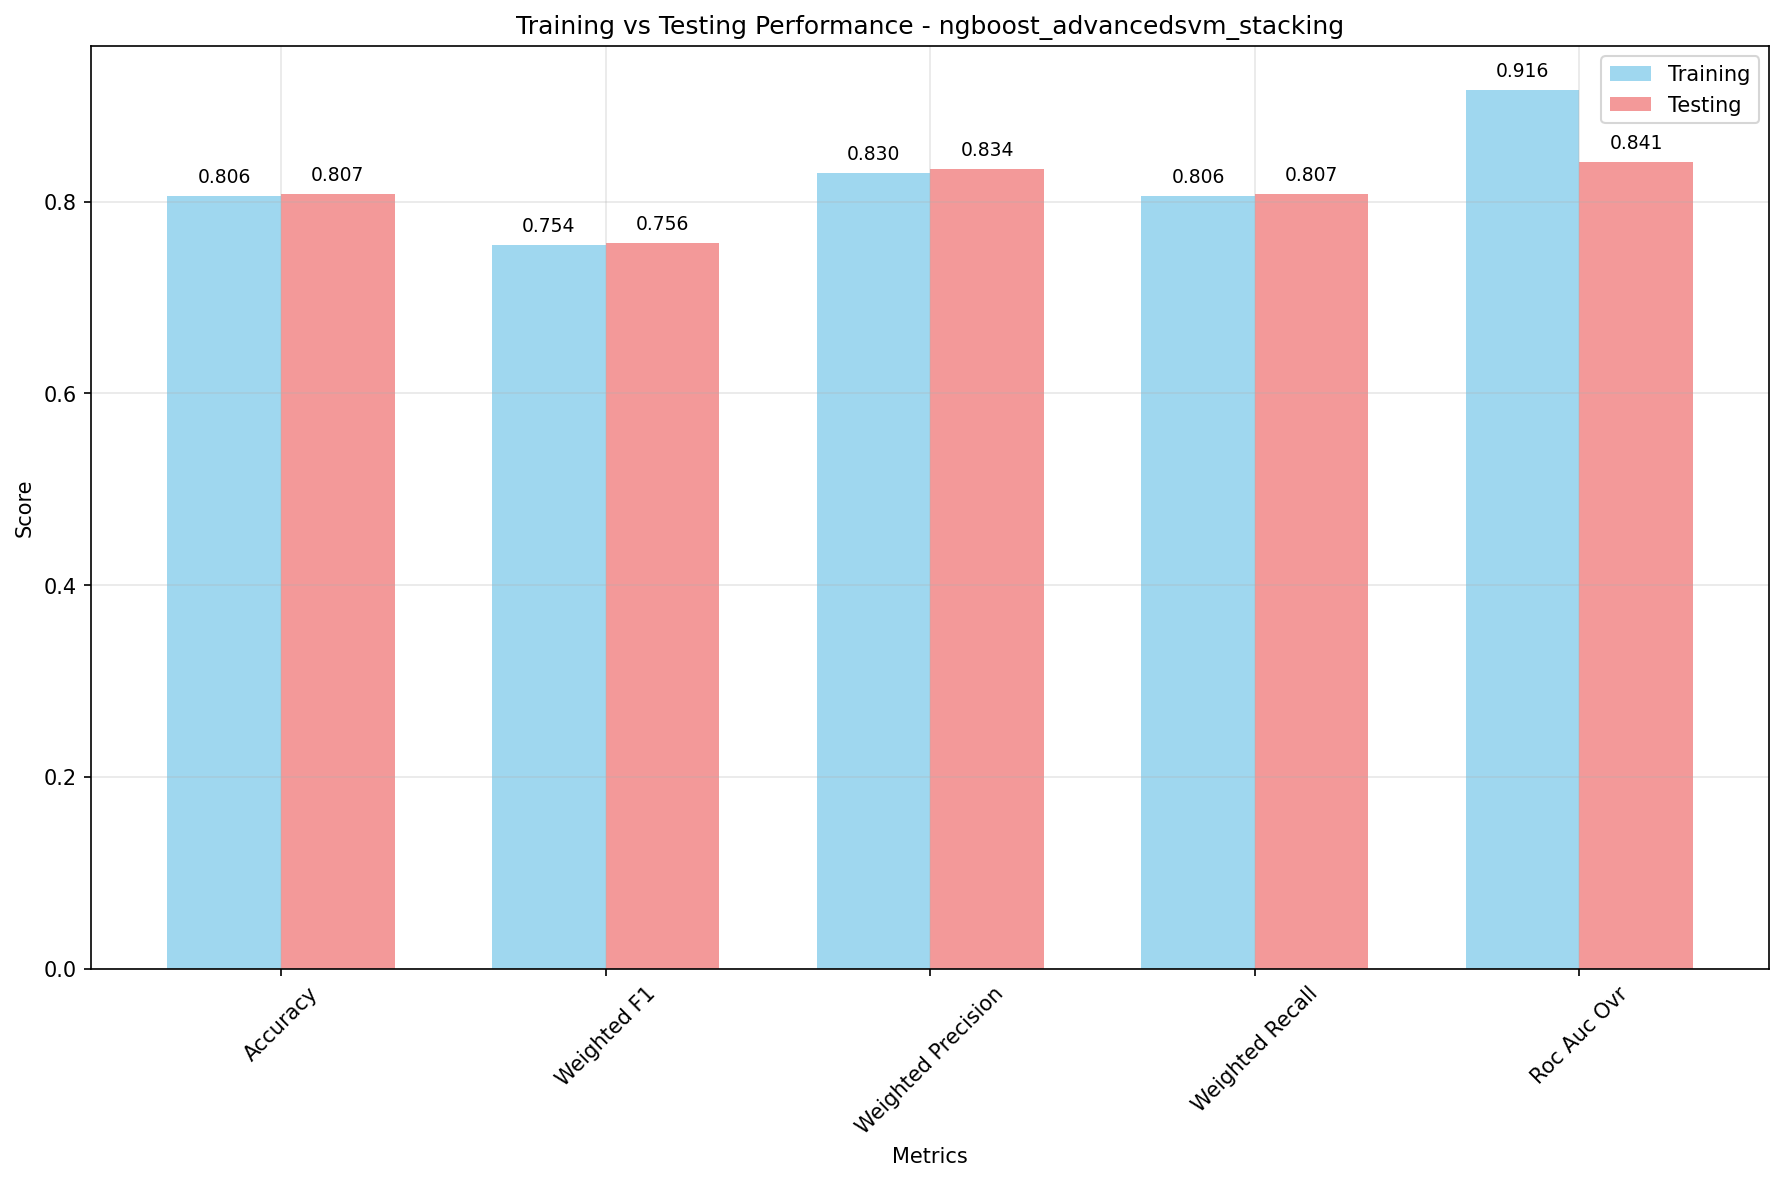 Training vs Testing Performance - ngboost_advancedsvm_stacking
Training
Testing
0.916
0.841
0.830
0.834
0.806
0.807
0.806
0.807
0.754
0.756
Score
0.8
0.6
0.4
0.2
0.0
Accuracy
Weighted F1
Weighted Precision
Weighted Recall
Roc Auc Ovr
Metrics